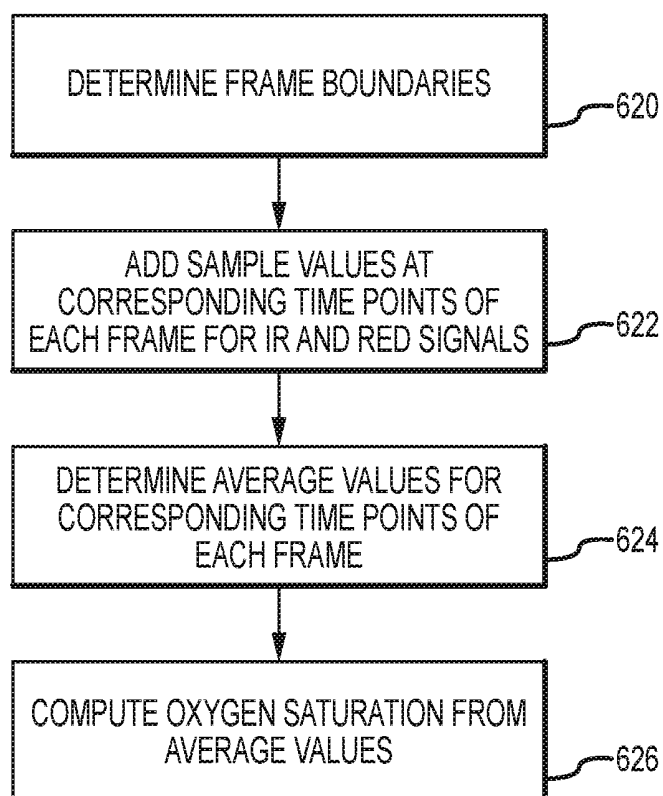 DETERMINE FRAME BOUNDARIES
620
ADD SAMPLE VALUES AT
CORRESPONDING TIME POINTS OF
EACH FRAME FOR IR AND RED SIGNALS
622
DETERMINE AVERAGE VALUES FOR
CORRESPONDING TIME POINTS OF
EACH FRAME
624
COMPUTE OXYGEN SATURATION FROM
AVERAGE VALUES
626